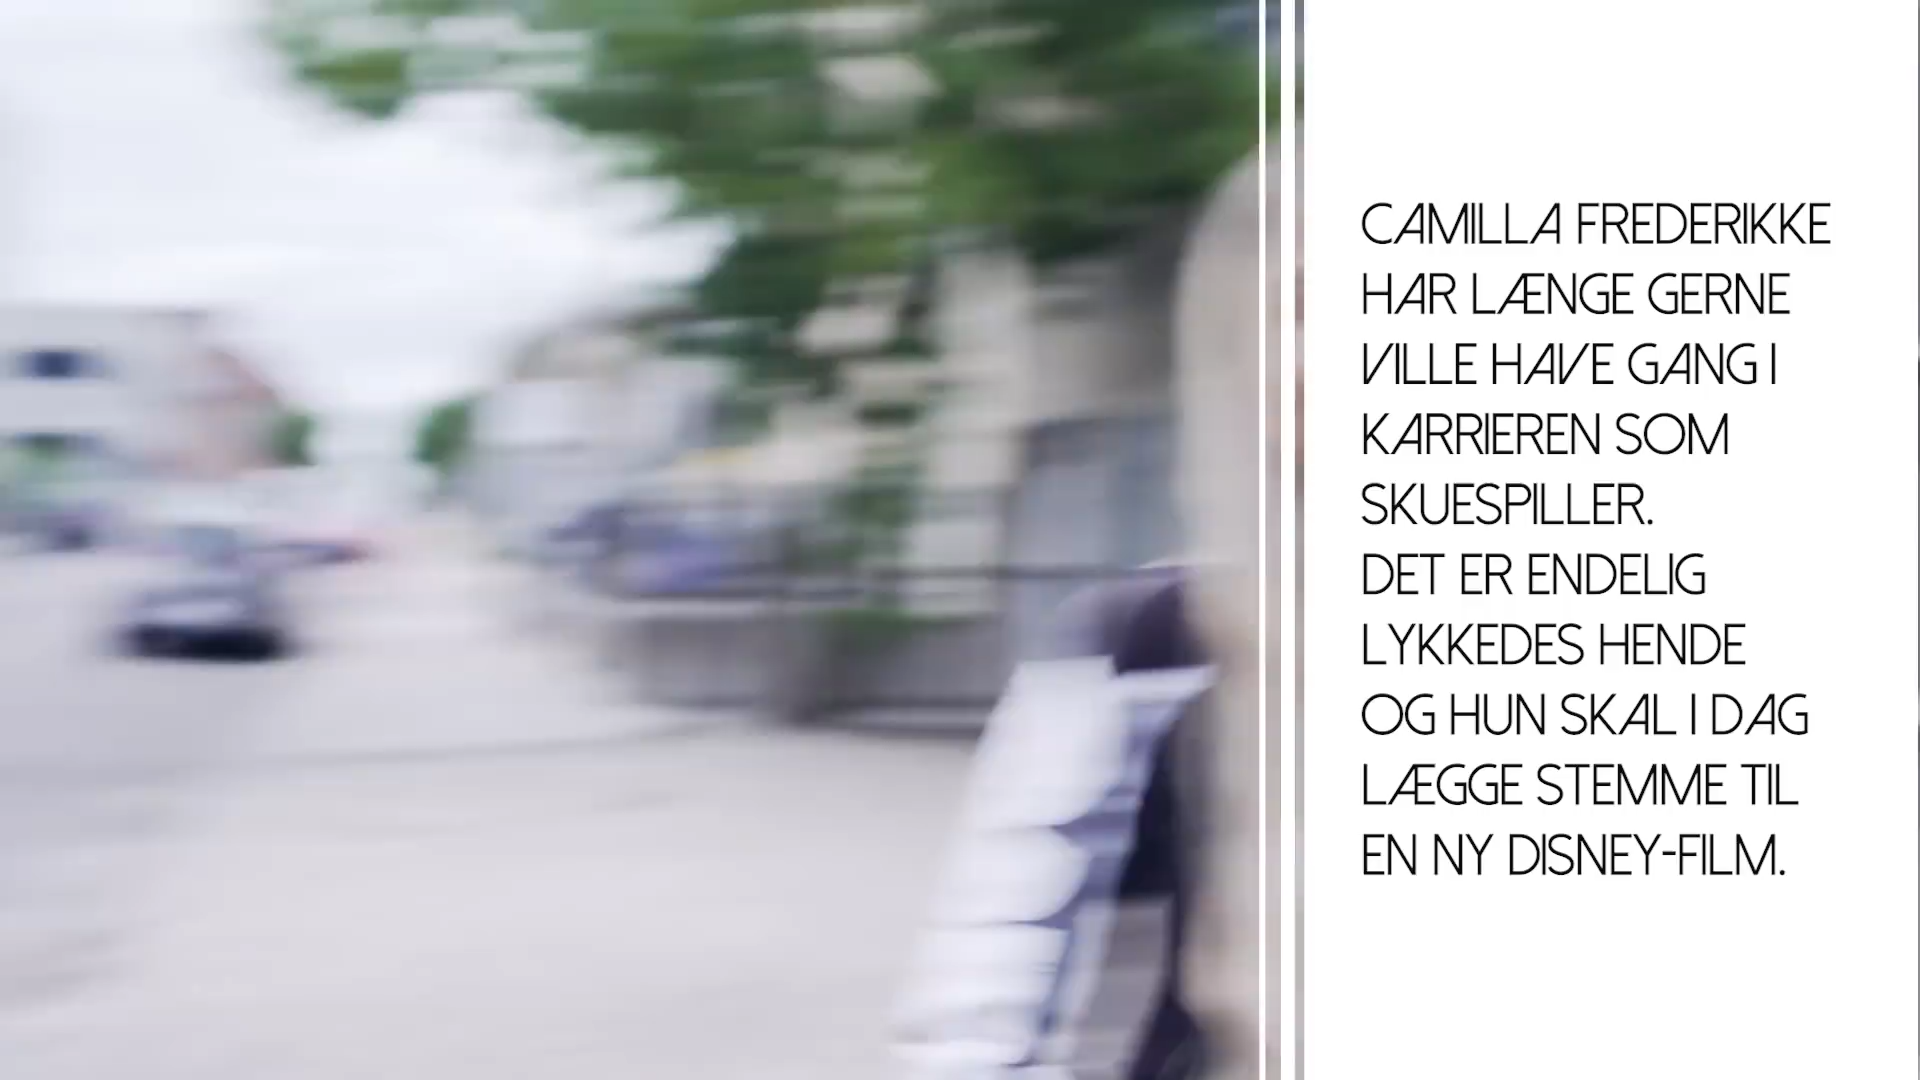 CAMILLA FREDERIKKE
HAR LÆNGE GERNE
VILLE HAVE GANG I
KARRIEREN SOM
SKUESPILLER.
DET ER ENDELIG
LYKKEDES HENDE
OG HUN SKAL I DAG
LÆGGE STEMME TIL
EN NY DISNEY-FILM.